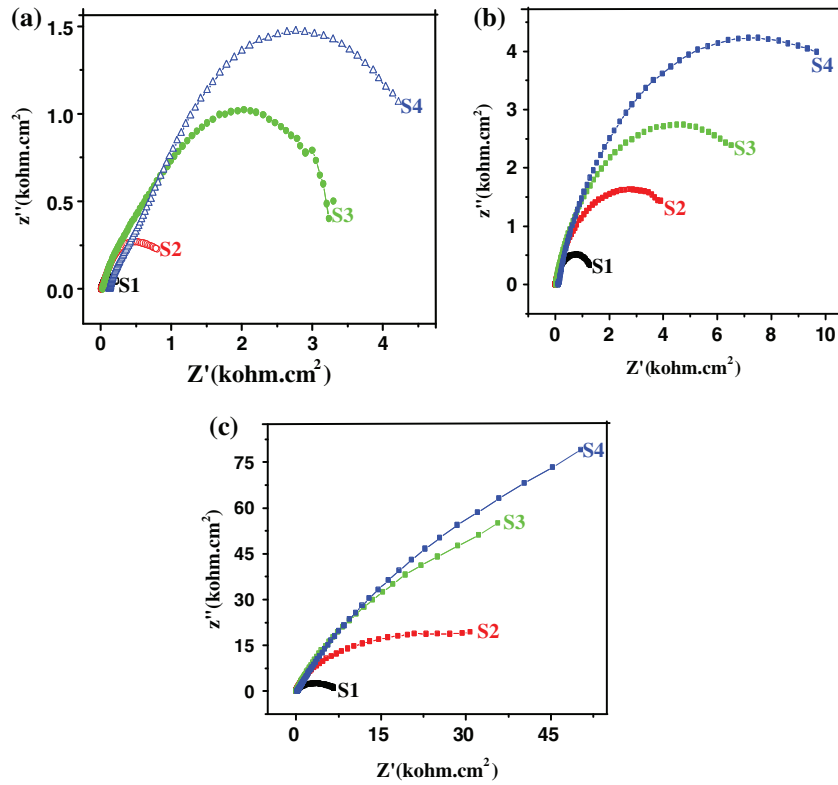 (a)
1.5
1.0
0.5
0.0
z''(kohm.cm²)
S4
S3
S2
S1
0 1 2 3 4
Z'(kohm.cm²)
(b)
4
3
2
1
0
z''(kohm.cm²)
S4
S3
S2
S1
0 2 4 6 8 10
Z'(kohm.cm²)
(c)
75
60
45
30
15
0
z''(kohm.cm²)
S4
S3
S2
S1
0 15 30 45
Z'(kohm.cm²)